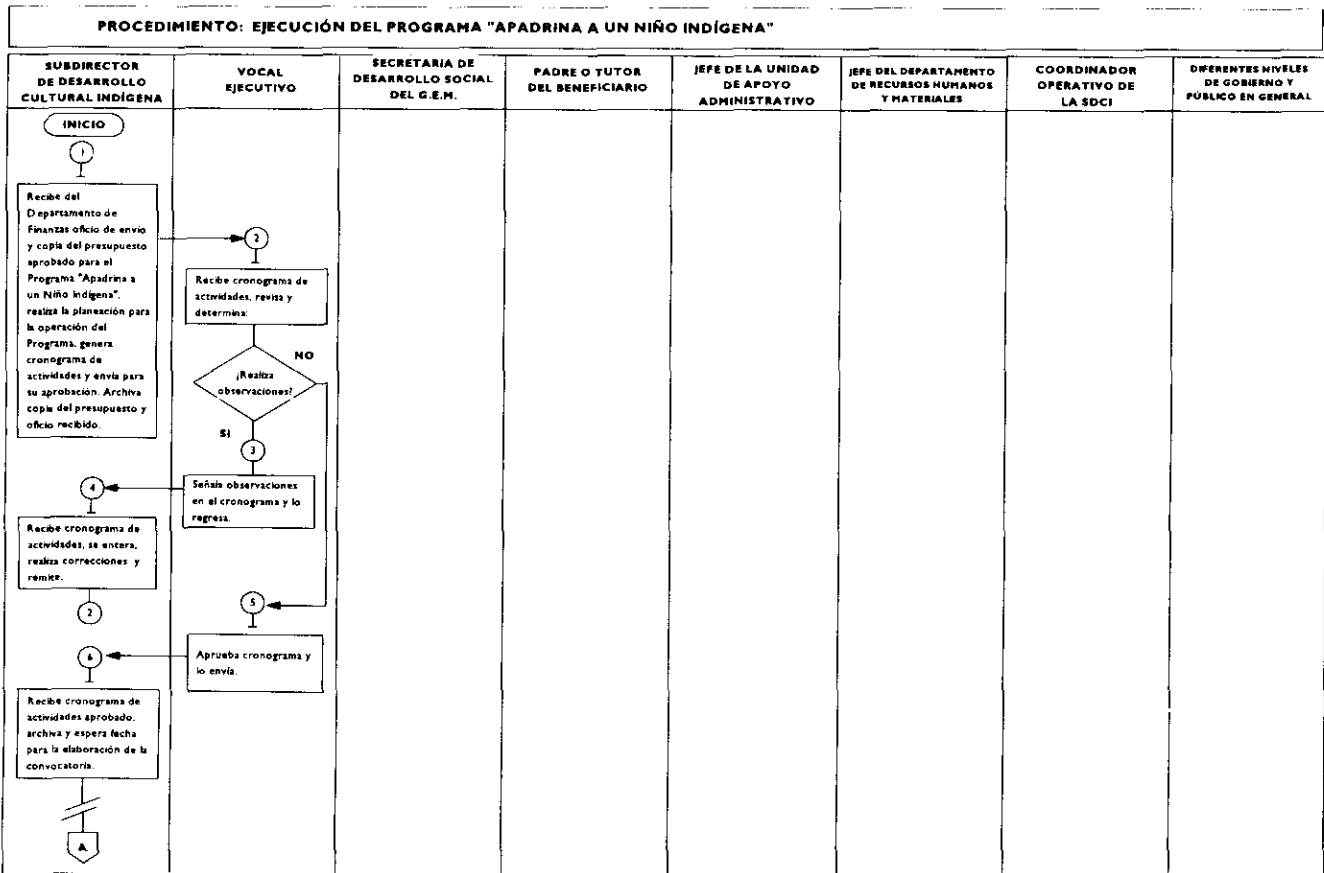 PROCEDIMIENTO: EJECUCIÓN DEL PROGRAMA "APADRINA A UN NIÑO INDÍGENA"
SUBDIRECTOR
DE DESARROLLO
CULTURAL INDÍGENA
VOCAL
EJECUTIVO
SECRETARIA DE
DESARROLLO SOCIAL
DEL G.E.M.
PADRE O TUTOR
DEL BENEFICIARIO
JEFE DE LA UNIDAD
DE APOYO
ADMINISTRATIVO
JEFE DEL DEPARTAMENTO
DE RECURSOS HUMANOS
Y MATERIALES
COORDINADOR
OPERATIVO DE
LA SDCI
DIFERENTES NIVELES
DE GOBIERNO Y
PÚBLICO EN GENERAL
INICIO
1
Recibe del
Departamento de
Finanzas oficio de envío
y copia del presupuesto
aprobado para el
Programa "Apadrina a
un Niño Indígena",
realiza la planeación para
la operación del
Programa, genera
cronograma de
actividades y envía para
su aprobación. Archiva
copia del presupuesto y
oficio recibido.
2
Recibe cronograma de
actividades, revisa y
determina:
NO
¿Realiza
observaciones?
SI
3
Señala observaciones
en el cronograma y lo
regresa.
4
Recibe cronograma de
actividades, se entera,
realiza correcciones y
remite.
2
5
Aprueba cronograma y
lo envía.
6
Recibe cronograma de
actividades aprobado,
archiva y espera fecha
para la elaboración de la
convocatoria.
A